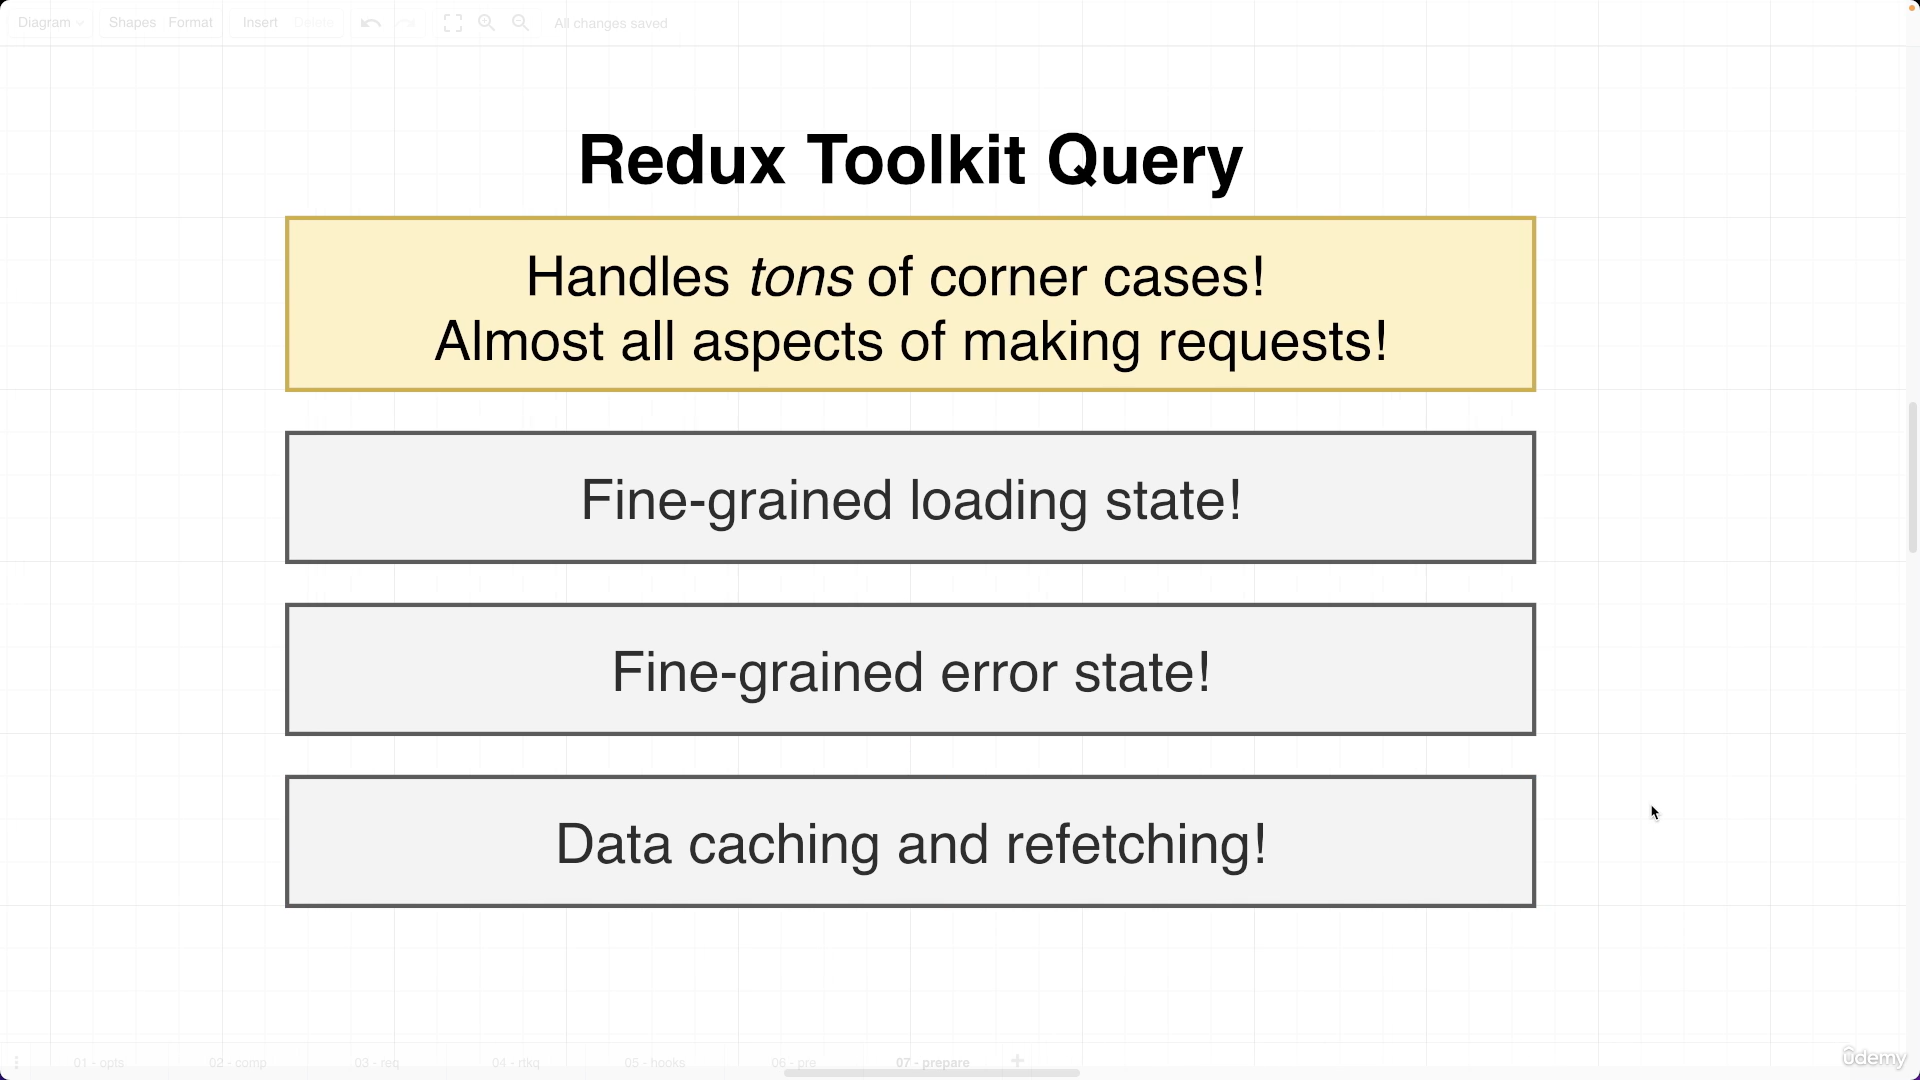 Diagram Shapes Format Insert Delete All changes saved
Redux Toolkit Query
Handles tons of corner cases!
Almost all aspects of making requests!
Fine-grained loading state!
Fine-grained error state!
Data caching and refetching!
01 - opts 02 - comp 03 - req 04 - rtkq 05 - hooks 06 - pre 07 - prepare
ûdemy